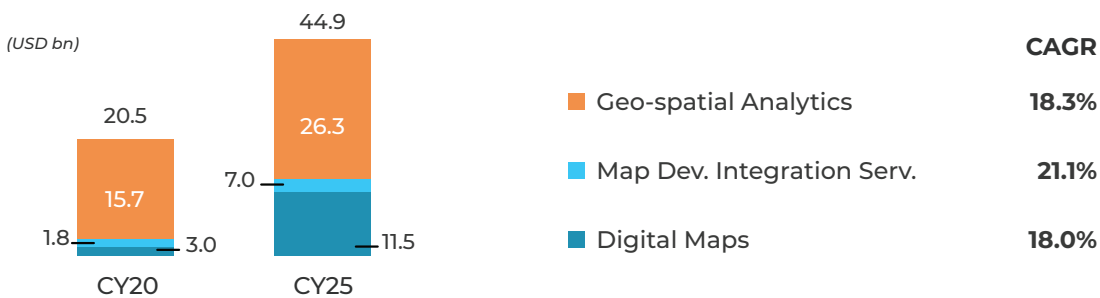 (USD bn)
44.9
CAGR
20.5
Geo-spatial Analytics 18.3%
26.3
15.7
7.0
Map Dev. Integration Serv. 21.1%
1.8
3.0
11.5
Digital Maps 18.0%
CY20
CY25